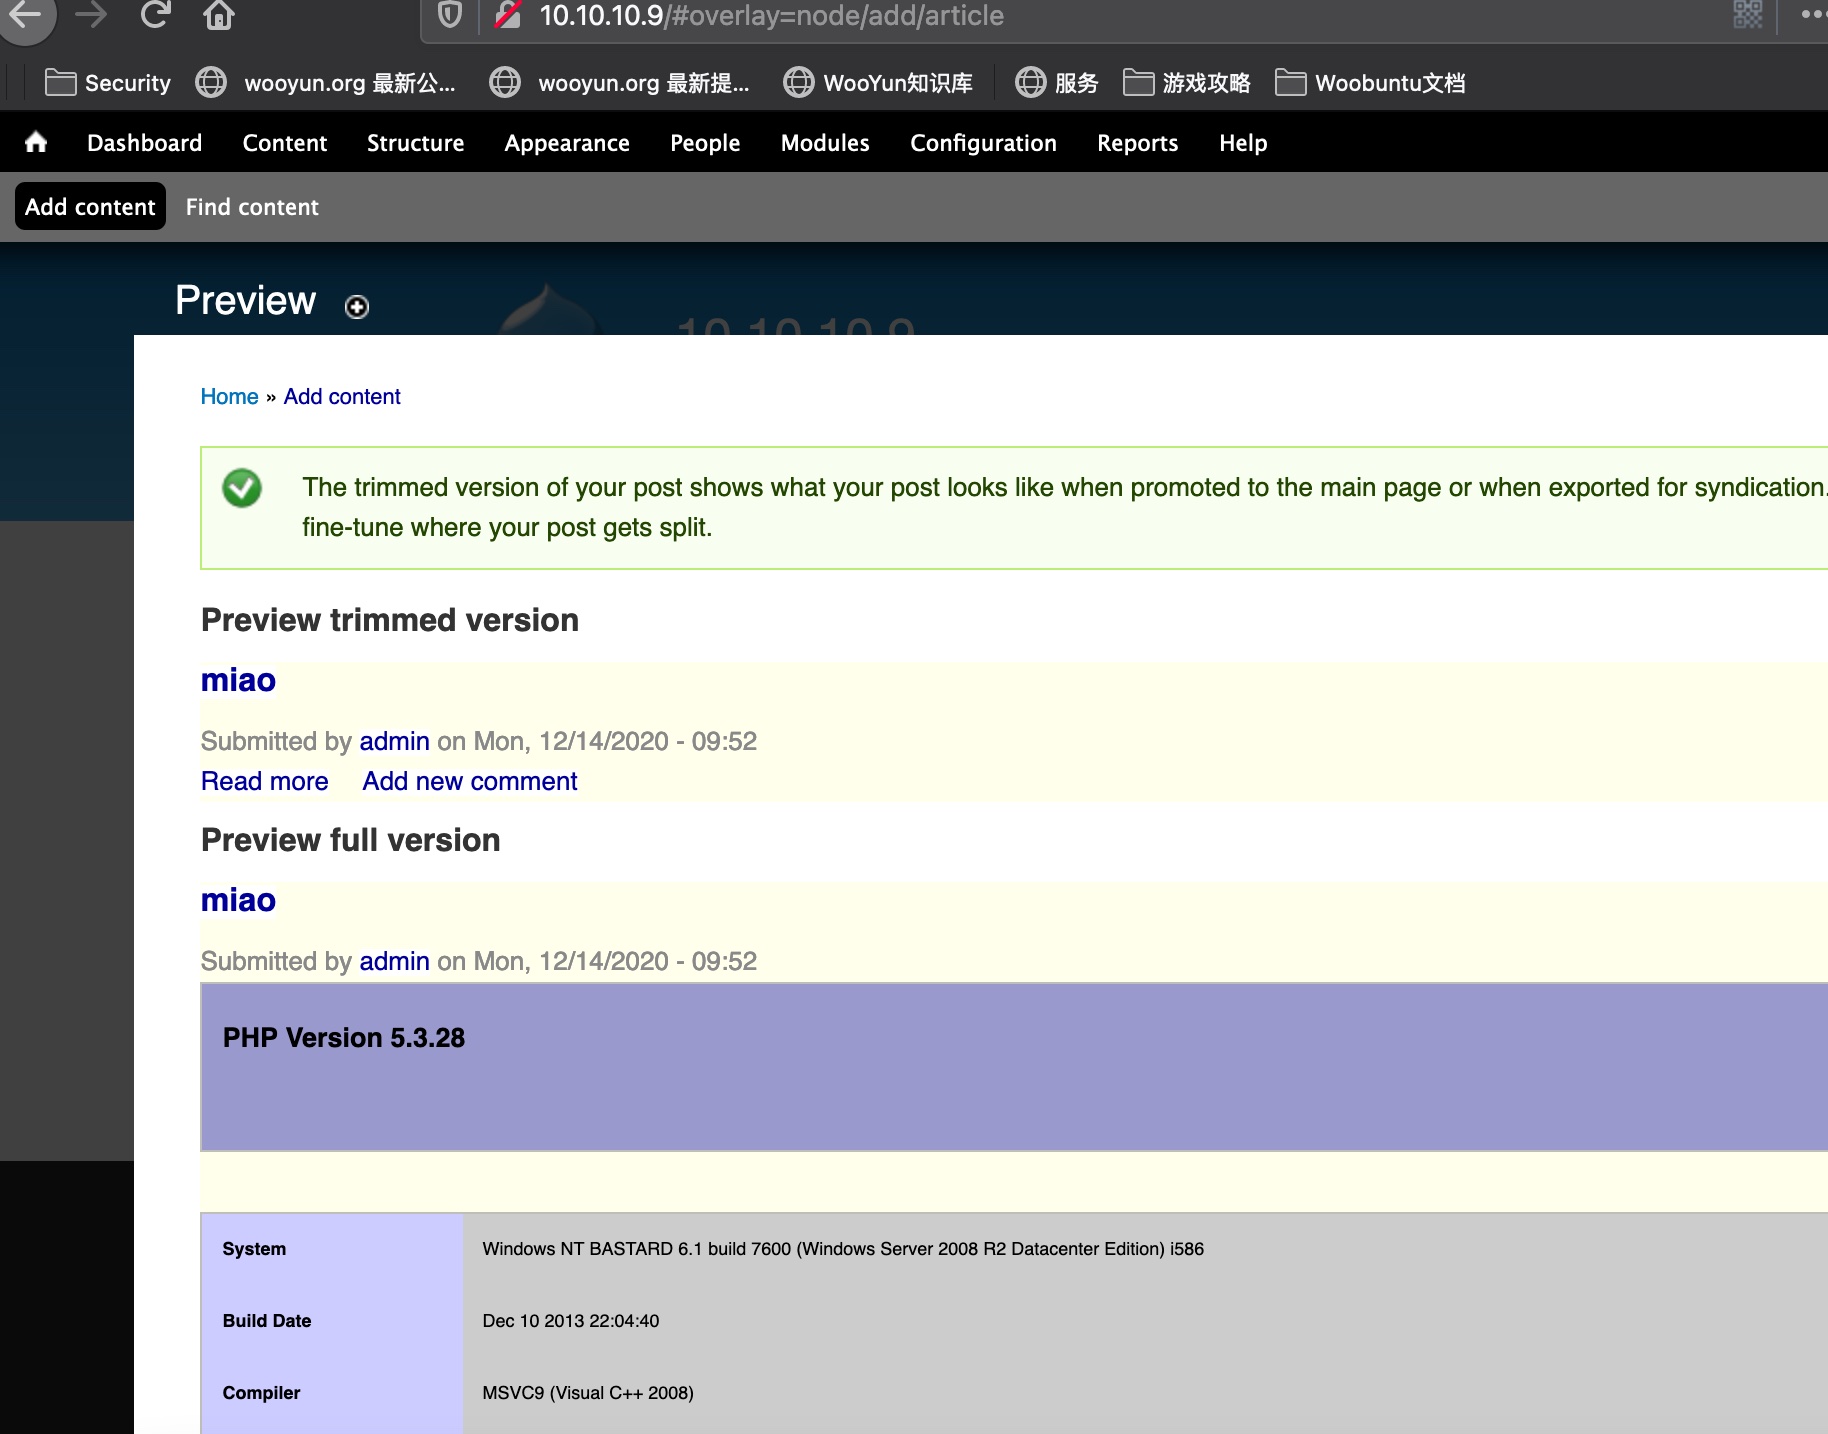 10.10.10.9/#overlay=node/add/article
Security wooyun.org 最新公... wooyun.org 最新提... WooYun知识库 服务 游戏攻略 Woobuntu文档
Dashboard Content Structure Appearance People Modules Configuration Reports Help
Add content Find content
Preview
10.10.10.9
Home » Add content
The trimmed version of your post shows what your post looks like when promoted to the main page or when exported for syndication.
fine-tune where your post gets split.
Preview trimmed version
miao
Submitted by admin on Mon, 12/14/2020 - 09:52
Read more Add new comment
Preview full version
miao
Submitted by admin on Mon, 12/14/2020 - 09:52
PHP Version 5.3.28
System Windows NT BASTARD 6.1 build 7600 (Windows Server 2008 R2 Datacenter Edition) i586
Build Date Dec 10 2013 22:04:40
Compiler MSVC9 (Visual C++ 2008)